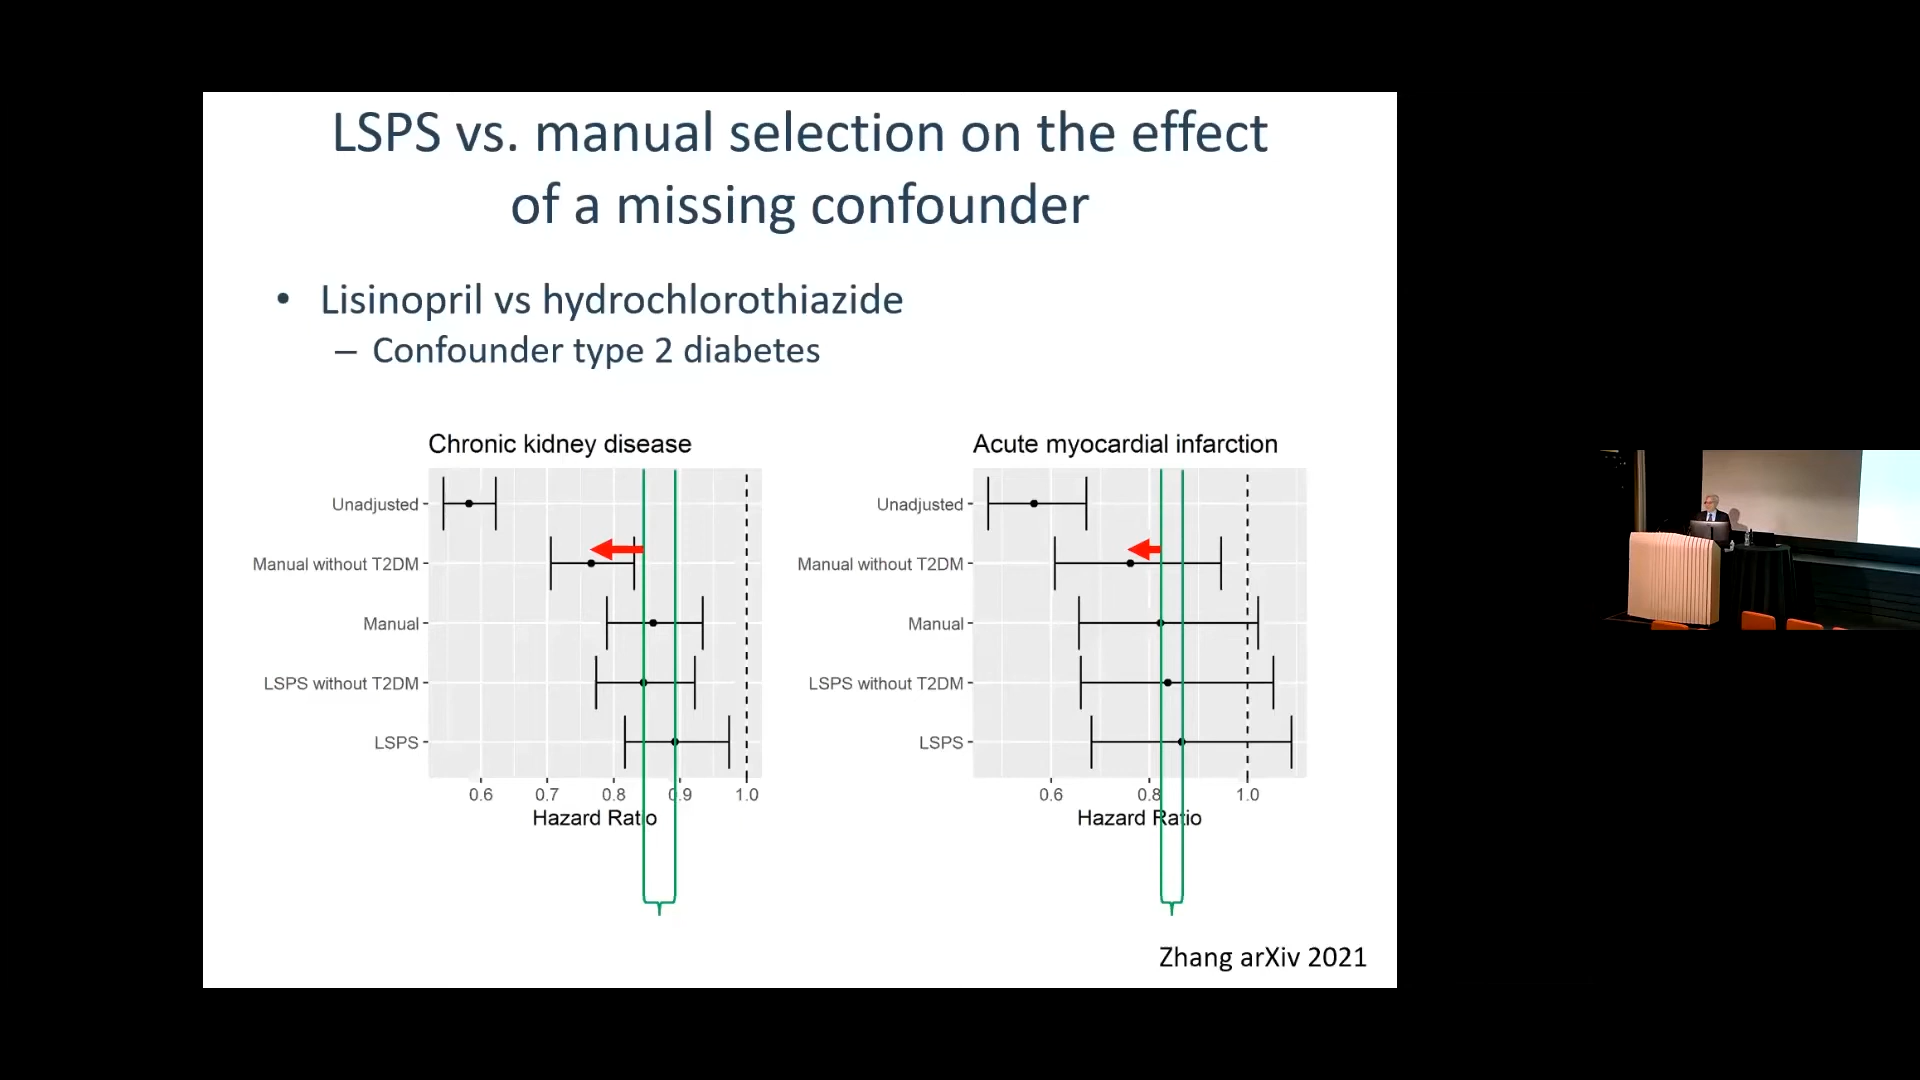 LSPS vs. manual selection on the effect
of a missing confounder
• Lisinopril vs hydrochlorothiazide
– Confounder type 2 diabetes
Chronic kidney disease
Unadjusted
Manual without T2DM
Manual
LSPS without T2DM
LSPS
0.6 0.7 0.8 0.9 1.0
Hazard Ratio
Acute myocardial infarction
Unadjusted
Manual without T2DM
Manual
LSPS without T2DM
LSPS
0.6 0.8 1.0
Hazard Ratio
Zhang arXiv 2021